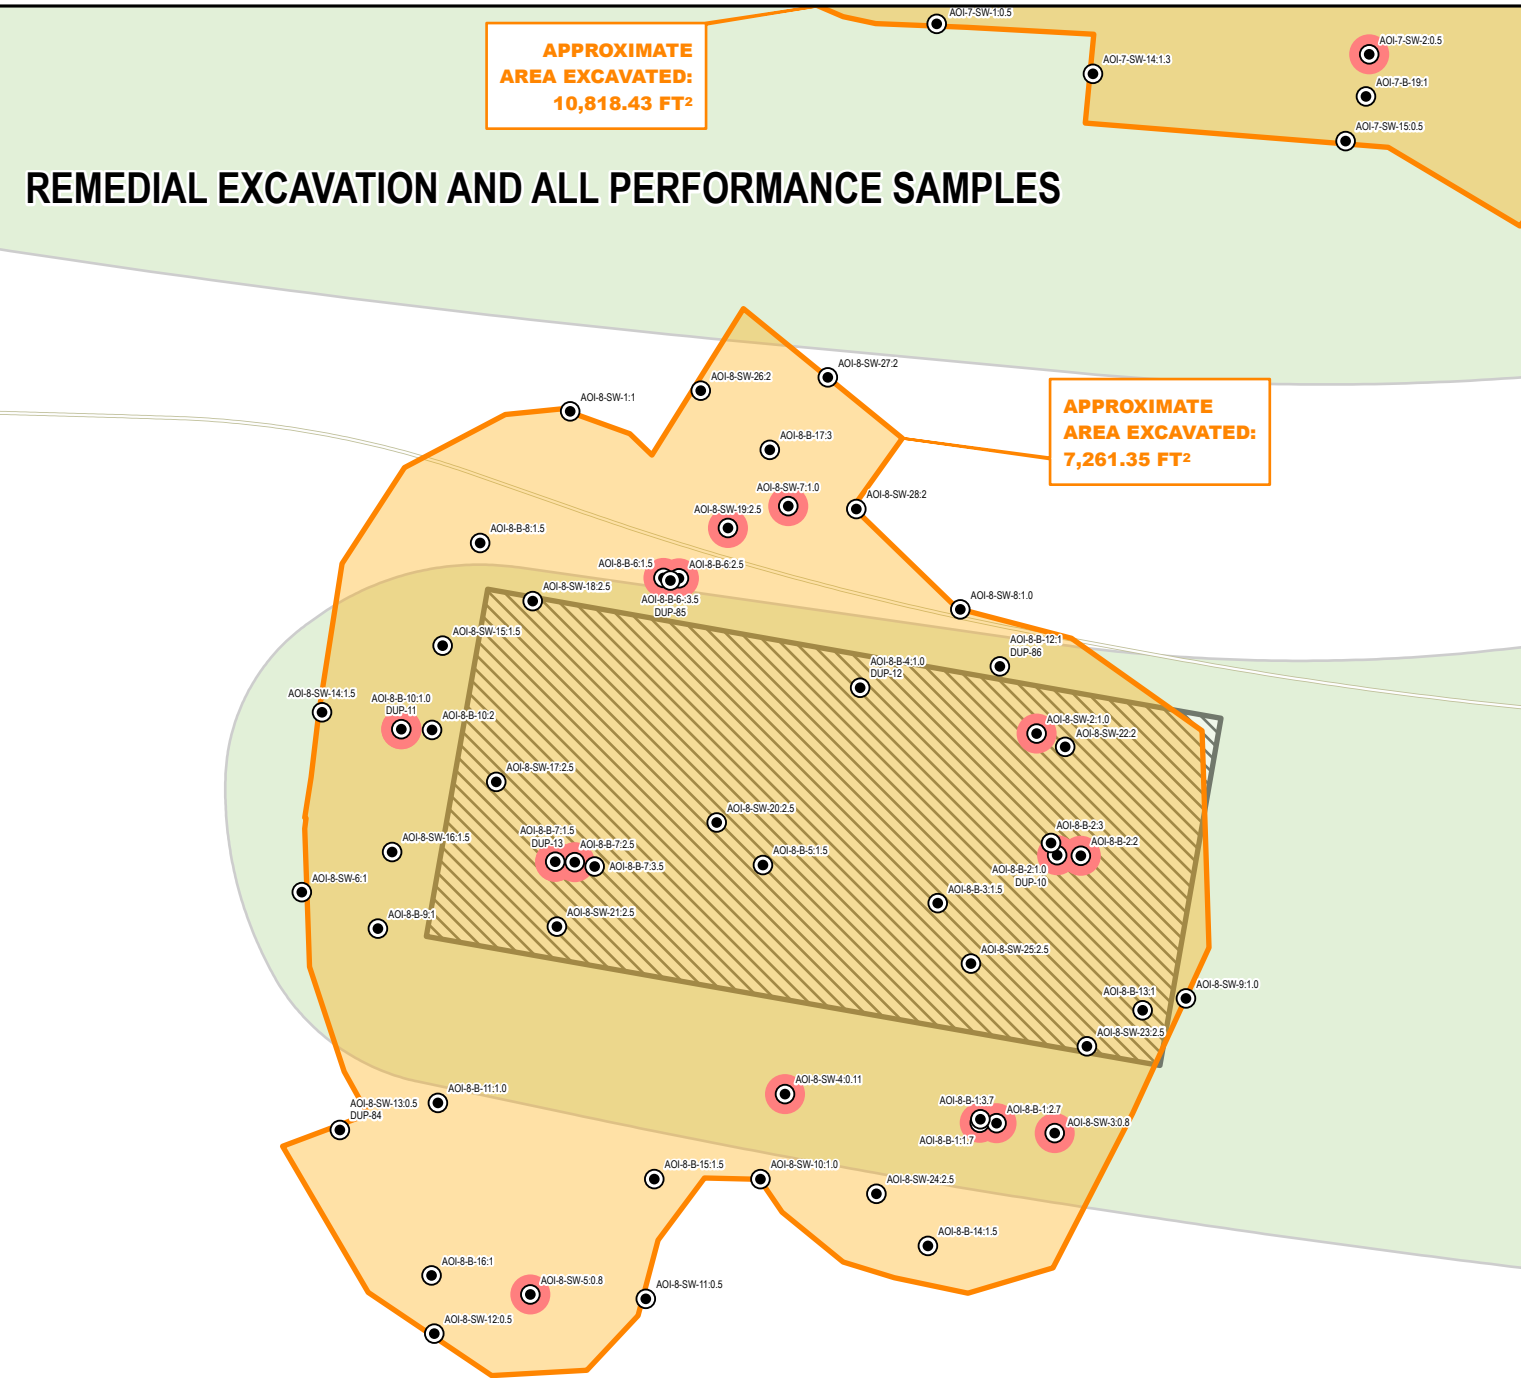 AOI-7-SW-1:0.5
APPROXIMATE
AREA EXCAVATED:
10,818.43 FT²
AOI-7-SW-2:0.5
AOI-7-SW-14:1.3
AOI-7-B-19:1
AOI-7-SW-15:0.5
REMEDIAL EXCAVATION AND ALL PERFORMANCE SAMPLES
AOI-8-SW-27:2
AOI-8-SW-26:2
AOI-8-SW-1:1
APPROXIMATE
AREA EXCAVATED:
7,261.35 FT²
AOI-8-B-17:3
AOI-8-SW-7:1.0
AOI-8-SW-28:2
AOI-8-SW-19:2.5
AOI-8-B-8:1.5
AOI-8-B-6:1.5
AOI-8-B-6:2.5
AOI-8-B-6-:3.5
DUP-85
AOI-8-SW-18:2.5
AOI-8-SW-8:1.0
AOI-8-SW-15:1.5
AOI-8-B-12:1
DUP-86
AOI-8-B-4:1.0
DUP-12
AOI-8-SW-14:1.5
AOI-8-B-10:1.0
DUP-11
AOI-8-B-10:2
AOI-8-SW-2:1.0
AOI-8-SW-22:2
AOI-8-SW-17:2.5
AOI-8-SW-20:2.5
AOI-8-B-7:1.5
DUP-13
AOI-8-B-7:2.5
AOI-8-B-7:3.5
AOI-8-B-2:3
AOI-8-B-2:2
AOI-8-B-2:1.0
DUP-10
AOI-8-SW-16:1.5
AOI-8-B-5:1.5
AOI-8-SW-6:1
AOI-8-B-3:1.5
AOI-8-B-9:1
AOI-8-SW-21:2.5
AOI-8-SW-25:2.5
AOI-8-B-13:1
AOI-8-SW-9:1.0
AOI-8-SW-23:2.5
AOI-8-B-11:1.0
AOI-8-SW-4:0.11
AOI-8-SW-13:0.5
DUP-84
AOI-8-B-1:3.7
AOI-8-B-1:2.7
AOI-8-B-1:1.7
AOI-8-SW-3:0.8
AOI-8-B-15:1.5
AOI-8-SW-10:1.0
AOI-8-SW-24:2.5
AOI-8-B-14:1.5
AOI-8-B-16:1
AOI-8-SW-5:0.8
AOI-8-SW-11:0.5
AOI-8-SW-12:0.5